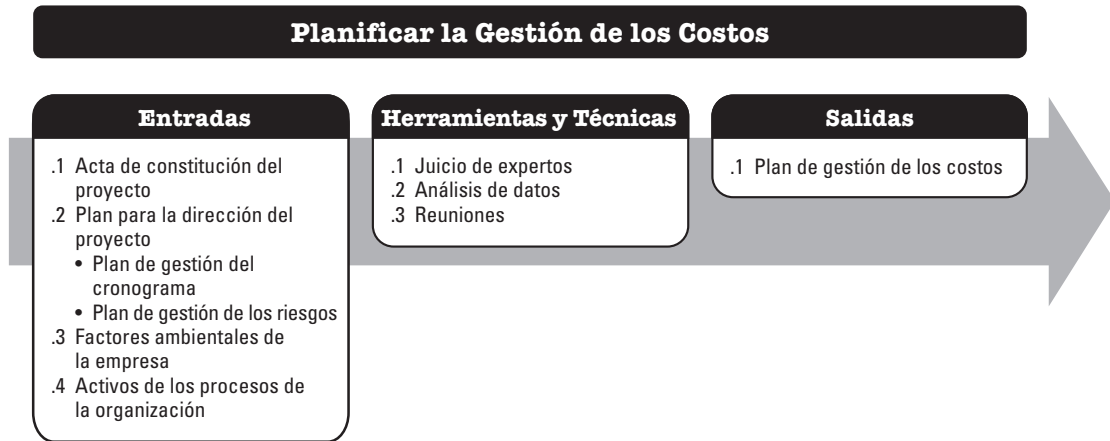 Planificar la Gestión de los Costos
Entradas
.1 Acta de constitución del
proyecto
.2 Plan para la dirección del
proyecto
• Plan de gestión del
cronograma
• Plan de gestión de los riesgos
.3 Factores ambientales de
la empresa
.4 Activos de los procesos de
la organización
Herramientas y Técnicas
.1 Juicio de expertos
.2 Análisis de datos
.3 Reuniones
Salidas
.1 Plan de gestión de los costos